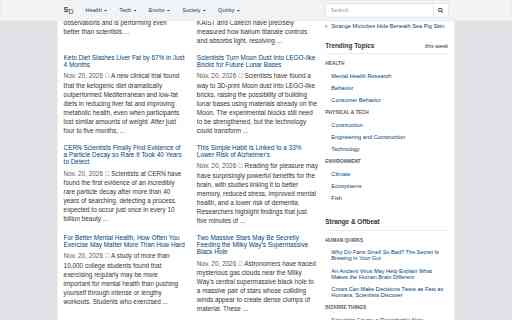 SD Health Tech Enviro Society Quirky Search
observations and is performing even
better than scientists ...
Keto Diet Slashes Liver Fat by 67% in Just
4 Months
Nov. 20, 2026 — A new clinical trial found
that the ketogenic diet dramatically
outperformed Mediterranean and low-fat
diets in reducing liver fat and improving
metabolic health, even when participants
lost similar amounts of weight. After just
four to five months, ...
CERN Scientists Finally Find Evidence of
a Particle Decay so Rare it Took 40 Years
to Detect
Nov. 20, 2026 — Scientists at CERN have
found the first evidence of an incredibly
rare particle decay after more than 40
years of searching, detecting a process
expected to occur just once in every 10
billion beauty ...
For Better Mental Health, How Often You
Exercise May Matter More Than How Hard
Nov. 20, 2026 — A study of more than
10,000 college students found that
exercising regularly may be more
important for mental health than pushing
yourself through intense or lengthy
workouts. Students who exercised ...
KAIST and Caltech have precisely
measured how barium titanate controls
and absorbs light, resolving ...
Scientists Turn Moon Dust into LEGO-like
Bricks for Future Lunar Bases
Nov. 20, 2026 — Scientists have found a
way to 3D-print Moon dust into LEGO-like
bricks, raising the possibility of building
lunar bases using materials already on the
Moon. The experimental blocks still need
to be strengthened, but the technology
could transform ...
This Simple Habit Is Linked to a 33%
Lower Risk of Alzheimer's
Nov. 20, 2026 — Reading for pleasure may
have surprisingly powerful benefits for the
brain, with studies linking it to better
memory, reduced stress, improved mental
health, and a lower risk of dementia.
Researchers highlight findings that just
five minutes of ...
Two Massive Stars May Be Secretly
Feeding the Milky Way's Supermassive
Black Hole
Nov. 20, 2026 — Astronomers have traced
mysterious gas clouds near the Milky
Way's central supermassive black hole to
a massive pair of stars whose colliding
winds appear to create dense clumps of
material. These ...
Strange Microbes Hide Beneath Sea Pig Skin
Trending Topics this week
HEALTH
Mental Health Research
Behavior
Consumer Behavior
PHYSICAL & TECH
Construction
Engineering and Construction
Technology
ENVIRONMENT
Climate
Ecosystems
Fish
Strange & Offbeat
HUMAN QUIRKS
Why Do Farts Smell So Bad? The Secret Is
Brewing in Your Gut
An Ancient Virus May Help Explain What
Makes the Human Brain Different
Crows Can Make Decisions Twice as Fast as
Humans, Scientists Discover
BIZARRE THINGS